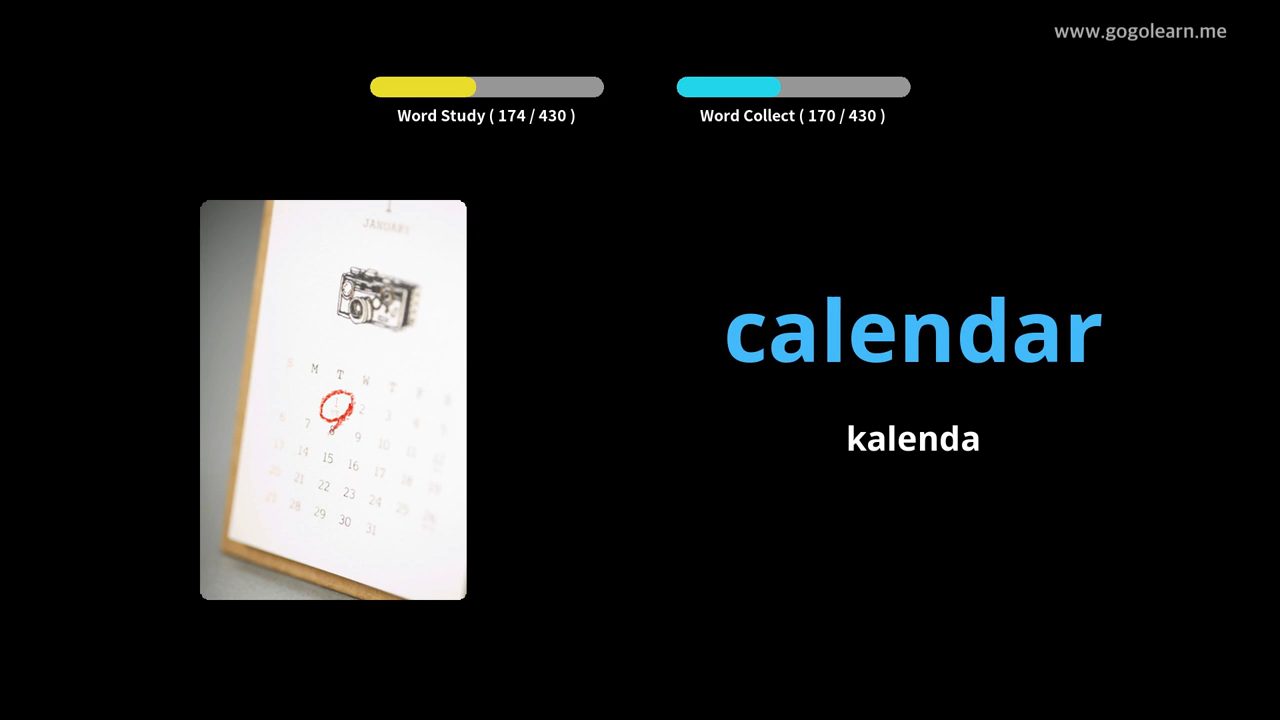 www.gogolearn.me
Word Study ( 174 / 430 )
Word Collect ( 170 / 430 )
JANUARY
calendar
kalenda
S M T W T F S
1 2 3 4 5
6 7 8 9 10 11 12
13 14 15 16 17 18 19
20 21 22 23 24 25 26
27 28 29 30 31